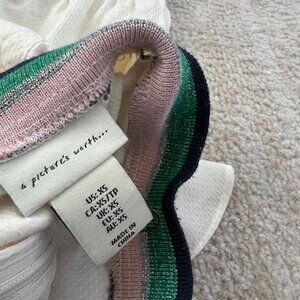 a picture's worth...
US: XS
CA: XS/TP
UK: XS
EU: XS
AU: XS
MADE IN
CHINA